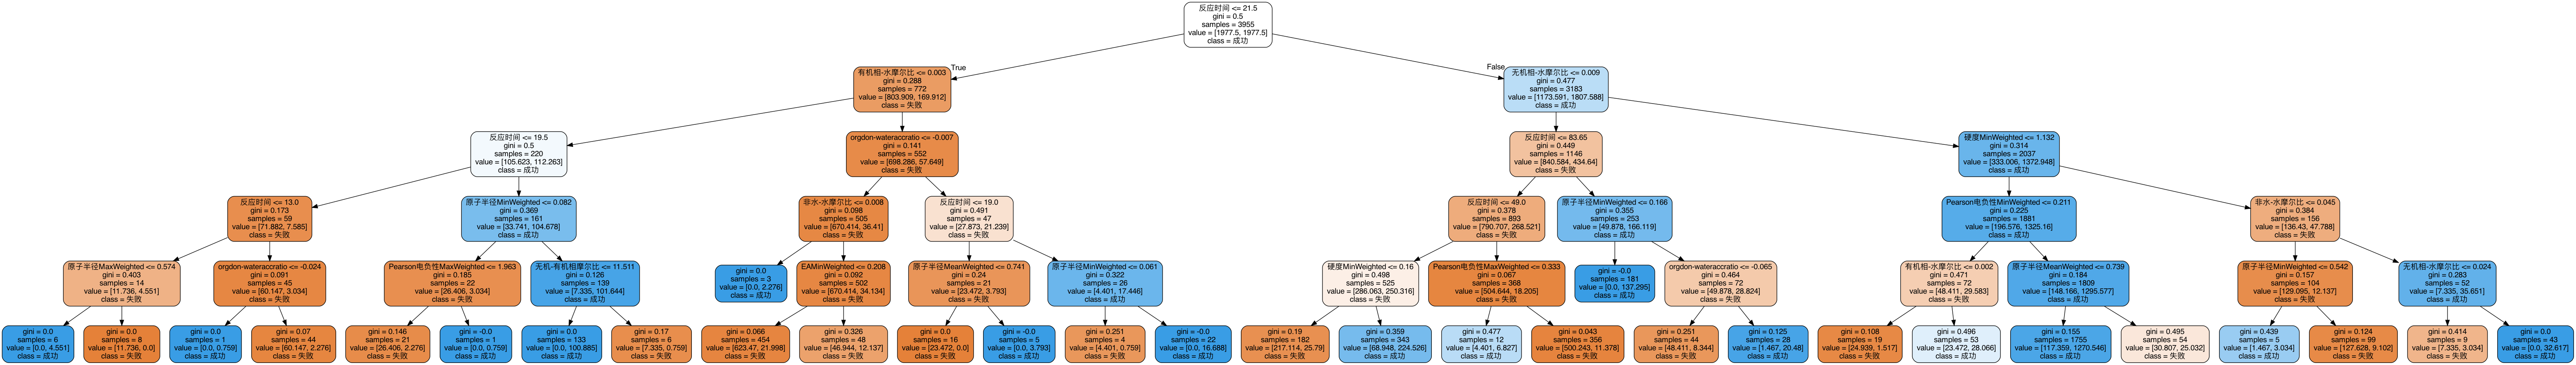 反应时间 <= 21.5
gini = 0.5
samples = 3955
value = [1977.5, 1977.5]
class = 成功
True
False
有机相-水摩尔比 <= 0.003
gini = 0.288
samples = 772
value = [803.909, 169.912]
class = 失败
无机相-水摩尔比 <= 0.009
gini = 0.477
samples = 3183
value = [1173.591, 1807.588]
class = 成功
反应时间 <= 19.5
gini = 0.5
samples = 220
value = [105.623, 112.263]
class = 成功
orgdon-wateraccratio <= -0.007
gini = 0.141
samples = 552
value = [698.286, 57.649]
class = 失败
反应时间 <= 83.65
gini = 0.449
samples = 1146
value = [840.584, 434.64]
class = 失败
硬度MinWeighted <= 1.132
gini = 0.314
samples = 2037
value = [333.006, 1372.948]
class = 成功
反应时间 <= 13.0
gini = 0.173
samples = 59
value = [71.882, 7.585]
class = 失败
原子半径MinWeighted <= 0.082
gini = 0.369
samples = 161
value = [33.741, 104.678]
class = 成功
非水-水摩尔比 <= 0.008
gini = 0.098
samples = 505
value = [670.414, 36.41]
class = 失败
反应时间 <= 19.0
gini = 0.491
samples = 47
value = [27.873, 21.239]
class = 失败
反应时间 <= 49.0
gini = 0.378
samples = 893
value = [790.707, 268.521]
class = 失败
原子半径MinWeighted <= 0.166
gini = 0.355
samples = 253
value = [49.878, 166.119]
class = 成功
Pearson电负性MinWeighted <= 0.211
gini = 0.225
samples = 1881
value = [196.576, 1325.16]
class = 成功
非水-水摩尔比 <= 0.045
gini = 0.384
samples = 156
value = [136.43, 47.788]
class = 失败
原子半径MaxWeighted <= 0.574
gini = 0.403
samples = 14
value = [11.736, 4.551]
class = 失败
orgdon-wateraccratio <= -0.024
gini = 0.091
samples = 45
value = [60.147, 3.034]
class = 失败
Pearson电负性MaxWeighted <= 1.963
gini = 0.185
samples = 22
value = [26.406, 3.034]
class = 失败
无机-有机相摩尔比 <= 11.511
gini = 0.126
samples = 139
value = [7.335, 101.644]
class = 成功
gini = 0.0
samples = 3
value = [0.0, 2.276]
class = 成功
EAMinWeighted <= 0.208
gini = 0.092
samples = 502
value = [670.414, 34.134]
class = 失败
原子半径MeanWeighted <= 0.741
gini = 0.24
samples = 21
value = [23.472, 3.793]
class = 失败
原子半径MinWeighted <= 0.061
gini = 0.322
samples = 26
value = [4.401, 17.446]
class = 成功
硬度MinWeighted <= 0.16
gini = 0.498
samples = 525
value = [286.063, 250.316]
class = 失败
Pearson电负性MaxWeighted <= 0.333
gini = 0.067
samples = 368
value = [504.644, 18.205]
class = 失败
gini = -0.0
samples = 181
value = [0.0, 137.295]
class = 成功
orgdon-wateraccratio <= -0.065
gini = 0.464
samples = 72
value = [49.878, 28.824]
class = 失败
有机相-水摩尔比 <= 0.002
gini = 0.471
samples = 72
value = [48.411, 29.583]
class = 失败
原子半径MeanWeighted <= 0.739
gini = 0.184
samples = 1809
value = [148.166, 1295.577]
class = 成功
原子半径MinWeighted <= 0.542
gini = 0.157
samples = 104
value = [129.095, 12.137]
class = 失败
无机相-水摩尔比 <= 0.024
gini = 0.283
samples = 52
value = [7.335, 35.651]
class = 成功
gini = 0.0
samples = 6
value = [0.0, 4.551]
class = 成功
gini = 0.0
samples = 8
value = [11.736, 0.0]
class = 失败
gini = 0.0
samples = 1
value = [0.0, 0.759]
class = 成功
gini = 0.07
samples = 44
value = [60.147, 2.276]
class = 失败
gini = 0.146
samples = 21
value = [26.406, 2.276]
class = 失败
gini = -0.0
samples = 1
value = [0.0, 0.759]
class = 成功
gini = 0.0
samples = 133
value = [0.0, 100.885]
class = 成功
gini = 0.17
samples = 6
value = [7.335, 0.759]
class = 失败
gini = 0.066
samples = 454
value = [623.47, 21.998]
class = 失败
gini = 0.326
samples = 48
value = [46.944, 12.137]
class = 失败
gini = 0.0
samples = 16
value = [23.472, 0.0]
class = 失败
gini = -0.0
samples = 5
value = [0.0, 3.793]
class = 成功
gini = 0.251
samples = 4
value = [4.401, 0.759]
class = 失败
gini = -0.0
samples = 22
value = [0.0, 16.688]
class = 成功
gini = 0.19
samples = 182
value = [217.114, 25.79]
class = 失败
gini = 0.359
samples = 343
value = [68.948, 224.526]
class = 成功
gini = 0.477
samples = 12
value = [4.401, 6.827]
class = 成功
gini = 0.043
samples = 356
value = [500.243, 11.378]
class = 失败
gini = 0.251
samples = 44
value = [48.411, 8.344]
class = 失败
gini = 0.125
samples = 28
value = [1.467, 20.48]
class = 成功
gini = 0.108
samples = 19
value = [24.939, 1.517]
class = 失败
gini = 0.496
samples = 53
value = [23.472, 28.066]
class = 成功
gini = 0.155
samples = 1755
value = [117.359, 1270.546]
class = 成功
gini = 0.495
samples = 54
value = [30.807, 25.032]
class = 失败
gini = 0.439
samples = 5
value = [1.467, 3.034]
class = 成功
gini = 0.124
samples = 99
value = [127.628, 9.102]
class = 失败
gini = 0.414
samples = 9
value = [7.335, 3.034]
class = 失败
gini = 0.0
samples = 43
value = [0.0, 32.617]
class = 成功